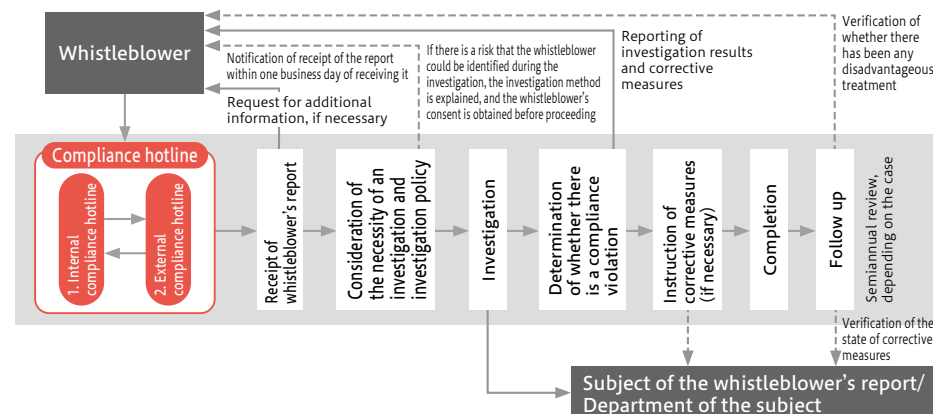 Whistleblower
Notification of receipt of the report
within one business day of receiving it
Request for additional
information, if necessary
If there is a risk that the whistleblower
could be identified during the
investigation, the investigation method
is explained, and the whistleblower's
consent is obtained before proceeding
Reporting of
investigation results
and corrective
measures
Verification of
whether there
has been any
disadvantageous
treatment
Compliance hotline
1. Internal
compliance hotline
2. External
compliance hotline
Receipt of
whistleblower's report
Consideration of
the necessity of an
investigation and
investigation policy
Investigation
Determination
of whether there
is a compliance
violation
Instruction of
corrective measures
(if necessary)
Completion
Follow up
Semiannual review,
depending on the case
Verification of the
state of corrective
measures
Subject of the whistleblower's report/
Department of the subject